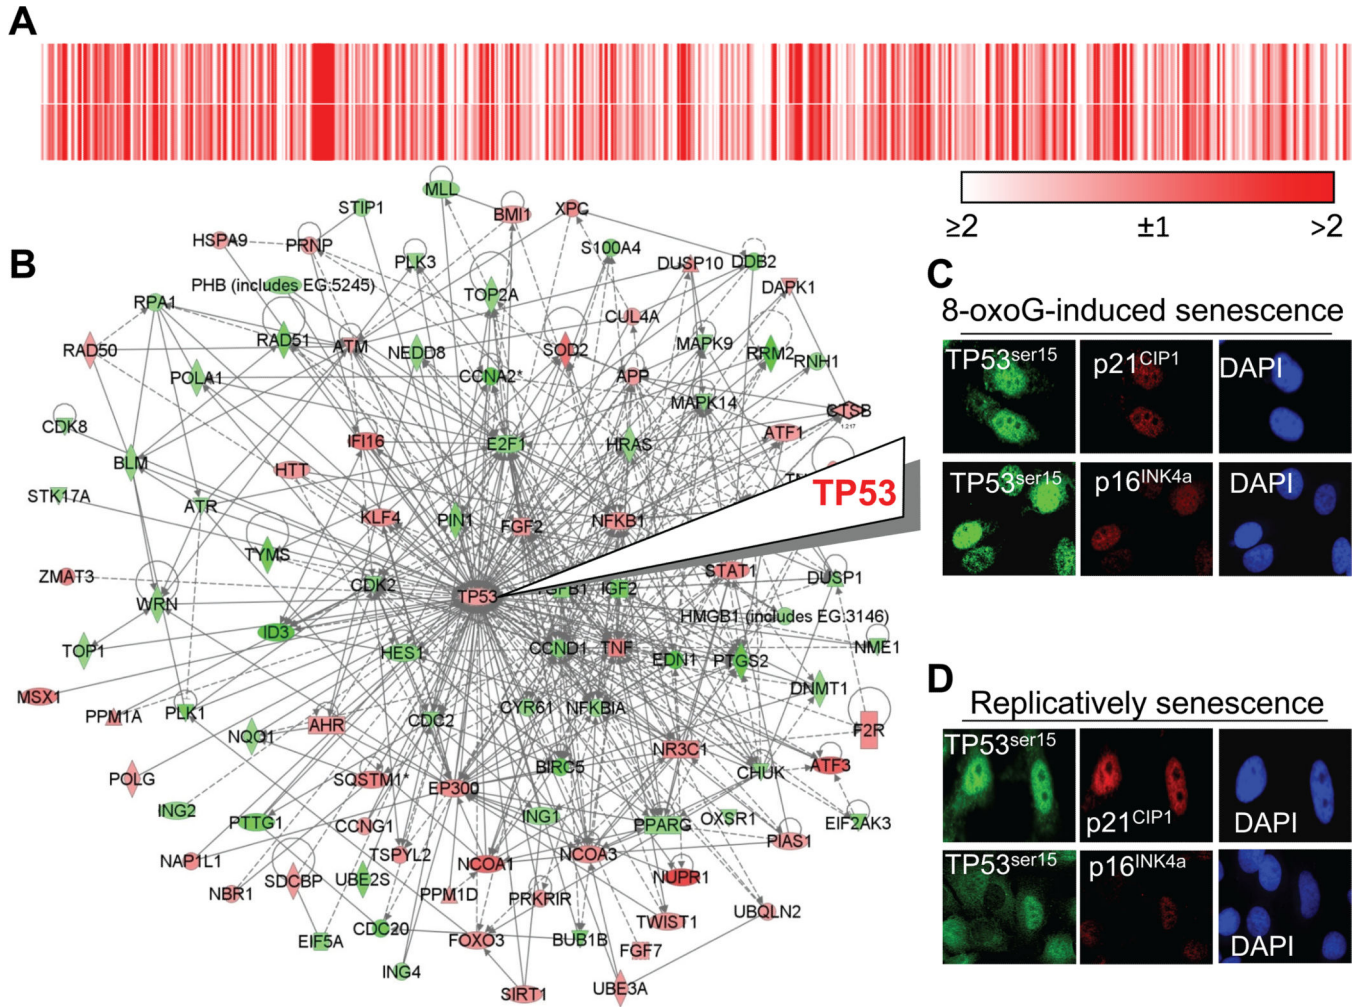 A
≥2 ±1 >2
B
MLL
STIP1
BMI1
XPC
HSPA9
PRNP
S100A4
PLK3
DUSP10
DDB2
PHB (includes EG:5245)
TOP2A
DAPK1
RPA1
CUL4A
RAD50
RAD51
ATM
NEDD8
SOD2
MAPK9
RRM2
RNH1
POLA1
CCNA2*
APP
MAPK14
CTSB
1.217
CDK8
IFI16
E2F1
HRAS
ATF1
BLM
HTT
STK17A
ATR
KLF4
PIN1
FGF2
NFKB1
TP53
TYMS
ZMAT3
CDK2
STAT1
DUSP1
WRN
TP53
IGF2
HMGB1 (includes EG:3146)
ID3
TOP1
HES1
CCND1
TNF
EDN1
PTGS2
NME1
MSX1
PPM1A
PLK1
CDC2
CYR61
NFKBIA
DNMT1
NQO1
AHR
NR3C1
F2R
POLG
SQSTM1*
EP300
BIRC5
CHUK
ATF3
ING2
PTTG1
CCNG1
ING1
PPARG
OXSR1
EIF2AK3
NAP1L1
TSPYL2
NCOA1
NCOA3
PIAS1
NBR1
SDCBP
UBE2S
PPM1D
PRKRIR
NUPR1
EIF5A
CDC20
FOXO3
BUB1B
TWIST1
UBQLN2
FGF7
ING4
SIRT1
UBE3A
C
8-oxoG-induced senescence
TP53ser15 p21CIP1 DAPI
TP53ser15 p16INK4a DAPI
D
Replicatively senescence
TP53ser15
p21CIP1 DAPI
TP53ser15 p16INK4a
DAPI